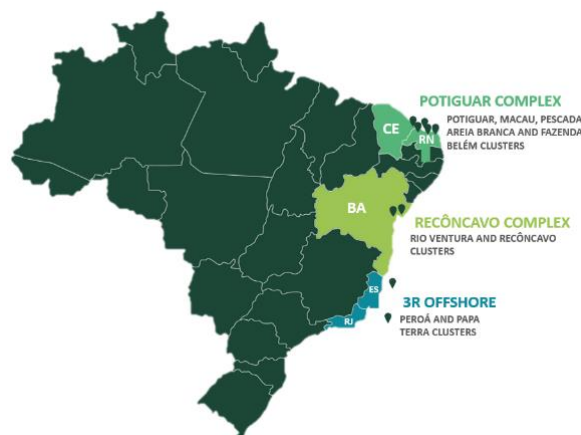 POTIGUAR COMPLEX
POTIGUAR, MACAU, PESCADA
AREIA BRANCA AND FAZENDA
BELÉM CLUSTERS
CE
RN
BA
RECÔNCAVO COMPLEX
RIO VENTURA AND RECÔNCAVO
CLUSTERS
ES
3R OFFSHORE
RJ
PEROÁ AND PAPA
TERRA CLUSTERS